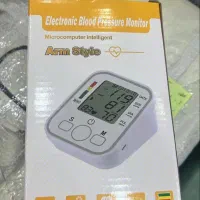 Electronic Blood Pressure Monitor
Microcomputer Intelligent
Arm Style
S
M